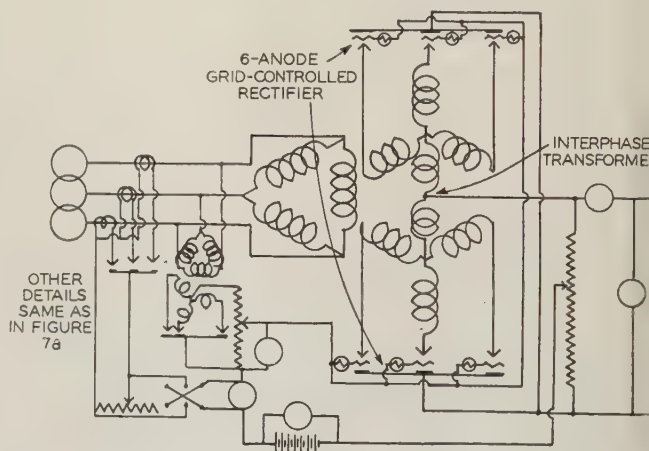 6-ANODE
GRID-CONTROLLED
RECTIFIER
INTERPHASE
TRANSFORME
OTHER
DETAILS
SAME AS
IN FIGURE
7a